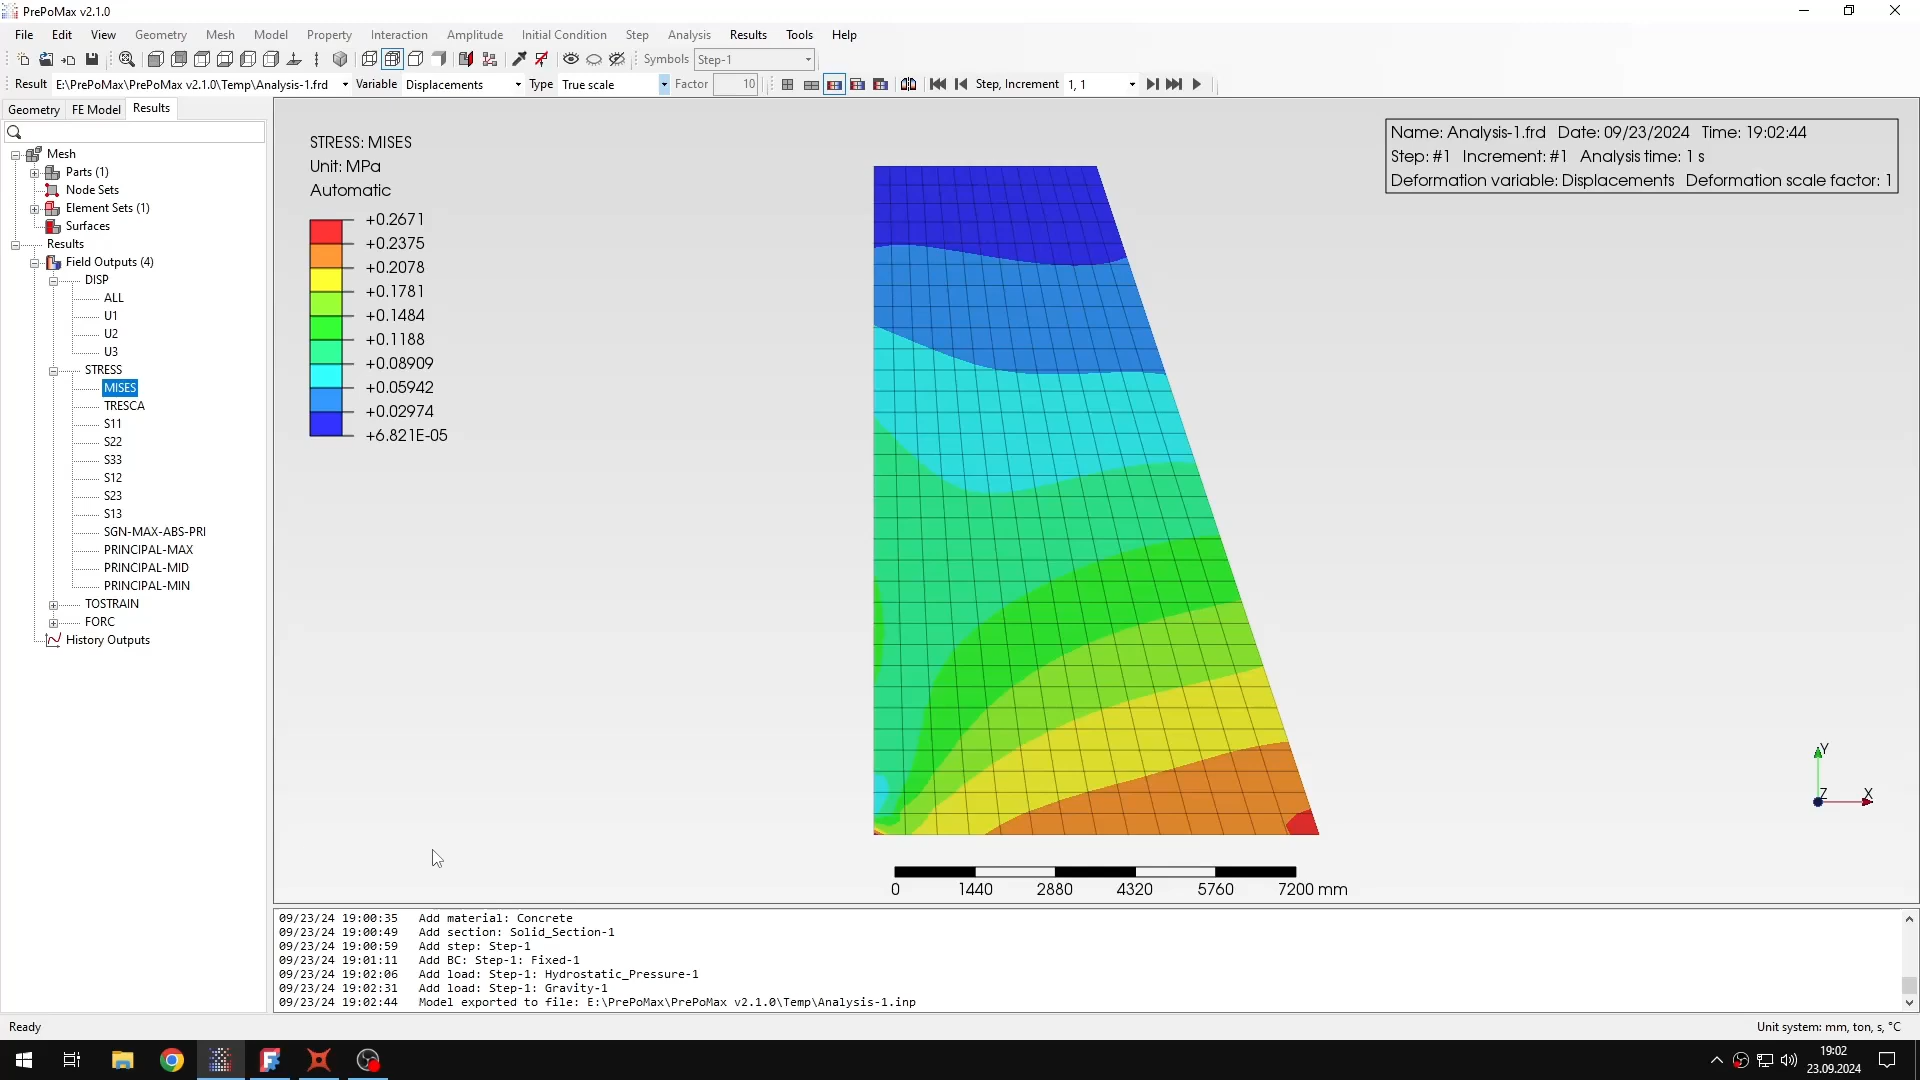 PrePoMax v2.1.0
File Edit View Geometry Mesh Model Property Interaction Amplitude Initial Condition Step Analysis Results Tools Help
Symbols Step-1
Result E:\PrePoMax\PrePoMax v2.1.0\Temp\Analysis-1.frd Variable Displacements Type True scale Factor 10 Step, Increment 1, 1
Geometry FE Model Results
Mesh
Parts (1)
Node Sets
Element Sets (1)
Surfaces
Results
Field Outputs (4)
DISP
ALL
U1
U2
U3
STRESS
MISES
TRESCA
S11
S22
S33
S12
S23
S13
SGN-MAX-ABS-PRI
PRINCIPAL-MAX
PRINCIPAL-MID
PRINCIPAL-MIN
TOSTRAIN
FORC
History Outputs
STRESS: MISES
Unit: MPa
Automatic
+0.2671
+0.2375
+0.2078
+0.1781
+0.1484
+0.1188
+0.08909
+0.05942
+0.02974
+6.821E-05
Name: Analysis-1.frd Date: 09/23/2024 Time: 19:02:44
Step: #1 Increment: #1 Analysis time: 1 s
Deformation variable: Displacements Deformation scale factor: 1
Y
Z X
0 1440 2880 4320 5760 7200 mm
09/23/24 19:00:35 Add material: Concrete
09/23/24 19:00:49 Add section: Solid_Section-1
09/23/24 19:00:59 Add step: Step-1
09/23/24 19:01:11 Add BC: Step-1: Fixed-1
09/23/24 19:02:06 Add load: Step-1: Hydrostatic_Pressure-1
09/23/24 19:02:31 Add load: Step-1: Gravity-1
09/23/24 19:02:44 Model exported to file: E:\PrePoMax\PrePoMax v2.1.0\Temp\Analysis-1.inp
Ready
Unit system: mm, ton, s, °C
19:02
23.09.2024